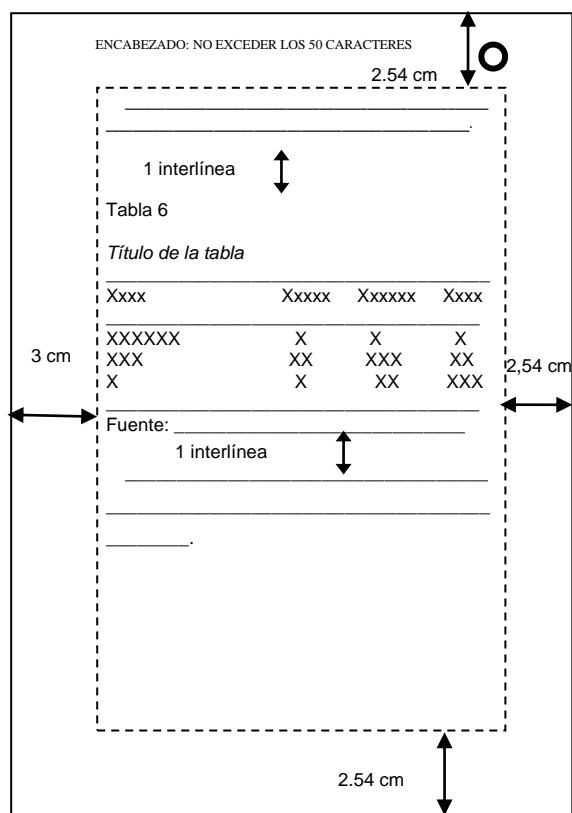 ENCABEZADO: NO EXCEDER LOS 50 CARACTERES
2.54 cm
1 interlínea
Tabla 6
Título de la tabla
Xxxx Xxxxx Xxxxxx Xxxx
XXXXXX X X X
XXX XX XXX XX
X X XX XXX
3 cm
2,54 cm
Fuente: ____________________________
1 interlínea
2.54 cm